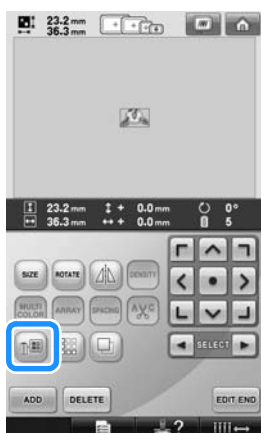 23.2 mm
36.3 mm
23.2 mm 0.0 mm 0°
36.3 mm 0.0 mm 5
SIZE ROTATE DENSITY
MULTI COLOR ARRAY SPACING
SELECT
ADD DELETE EDIT END
?